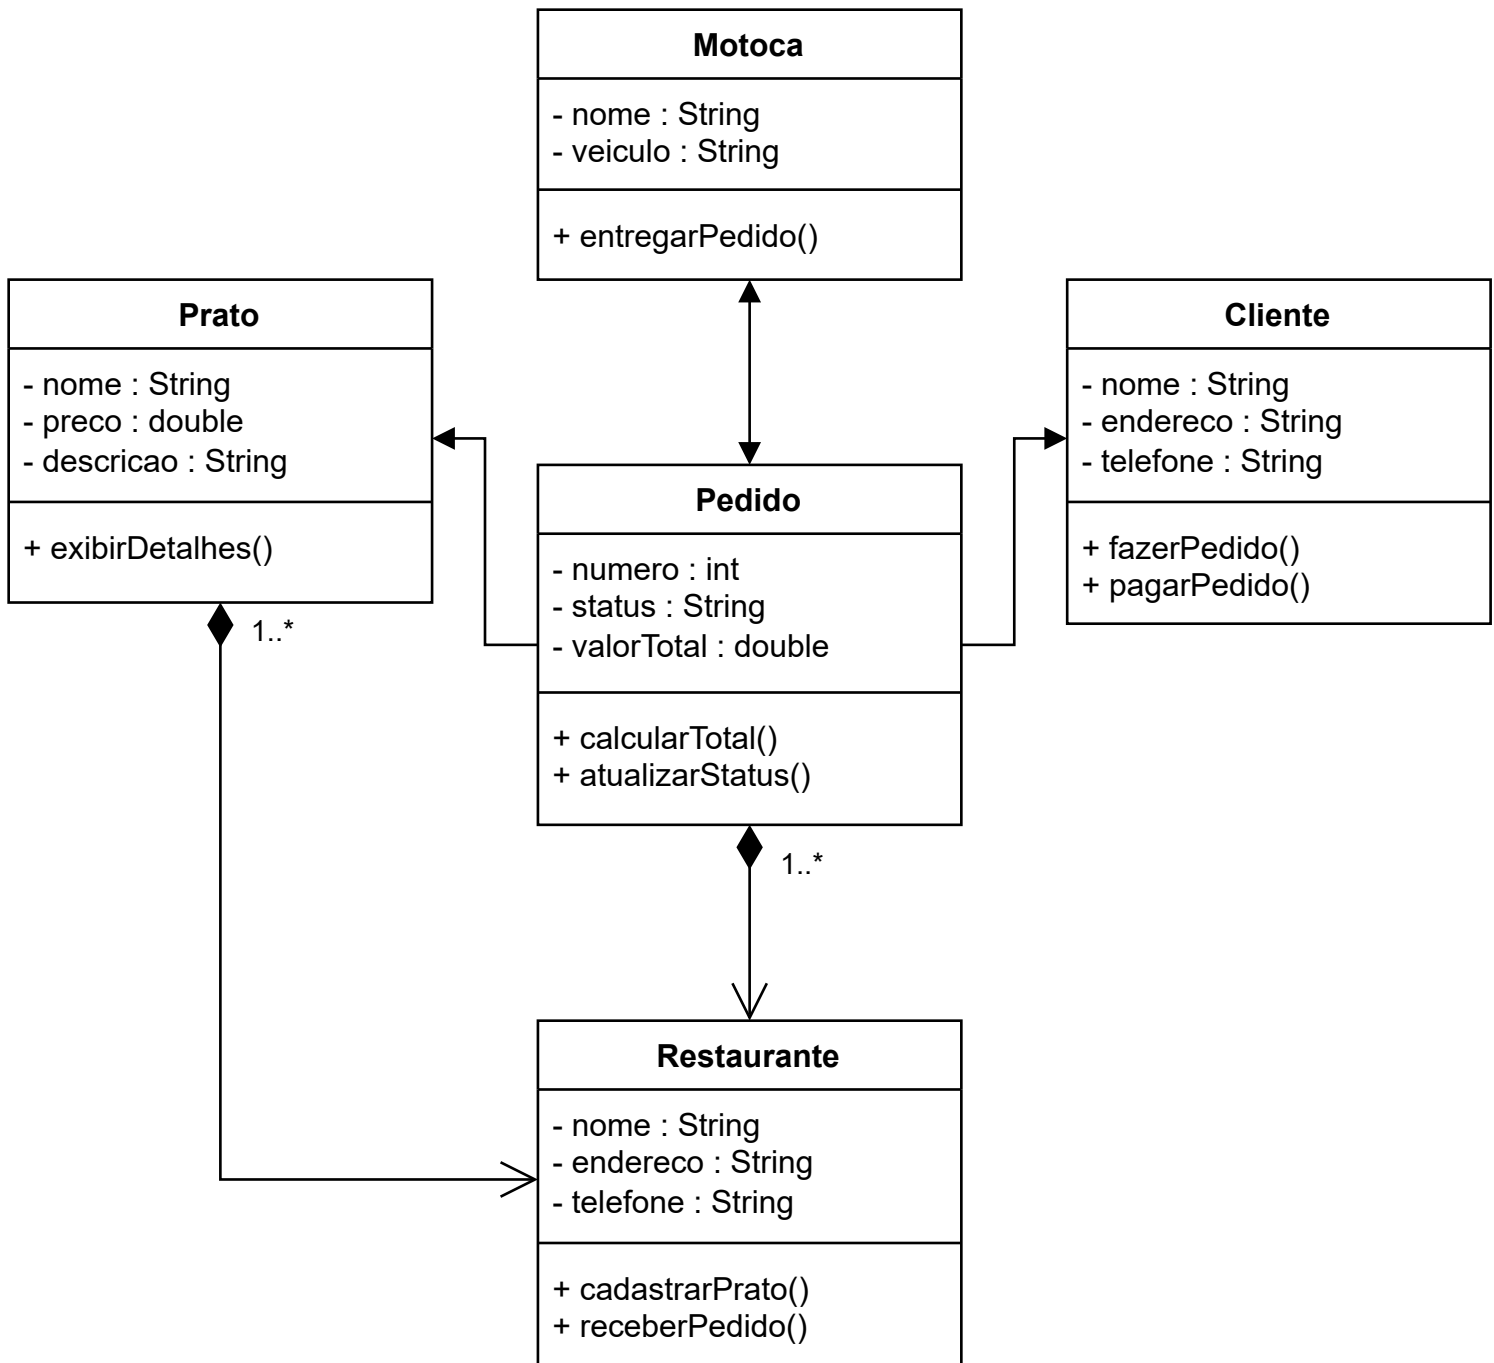 Motoca
- nome : String
- veiculo : String
+ entregarPedido()
Prato
- nome : String
- preco : double
- descricao : String
+ exibirDetalhes()
1..*
Cliente
- nome : String
- endereco : String
- telefone : String
+ fazerPedido()
+ pagarPedido()
Pedido
- numero : int
- status : String
- valorTotal : double
+ calcularTotal()
+ atualizarStatus()
1..*
Restaurante
- nome : String
- endereco : String
- telefone : String
+ cadastrarPrato()
+ receberPedido()